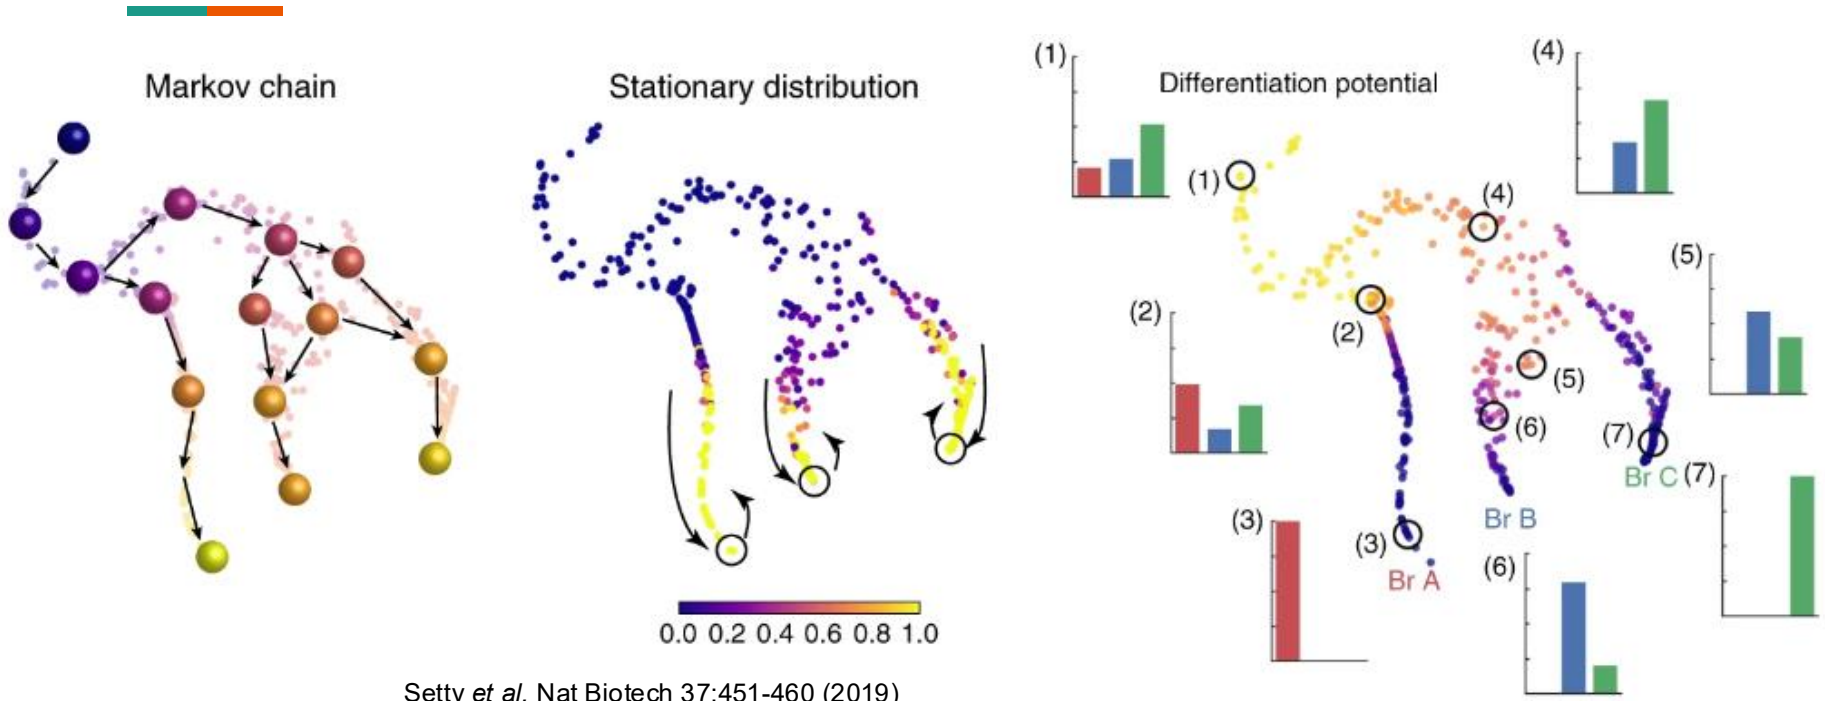 Markov chain
Stationary distribution
Differentiation potential
(1)
(4)
(1)
(4)
(5)
(2)
(2)
(5)
(6)
(7)
Br C
(7)
(3)
(3)
Br B
Br A
(6)
0.0 0.2 0.4 0.6 0.8 1.0
Setty et al. Nat Biotech 37:451-460 (2019)